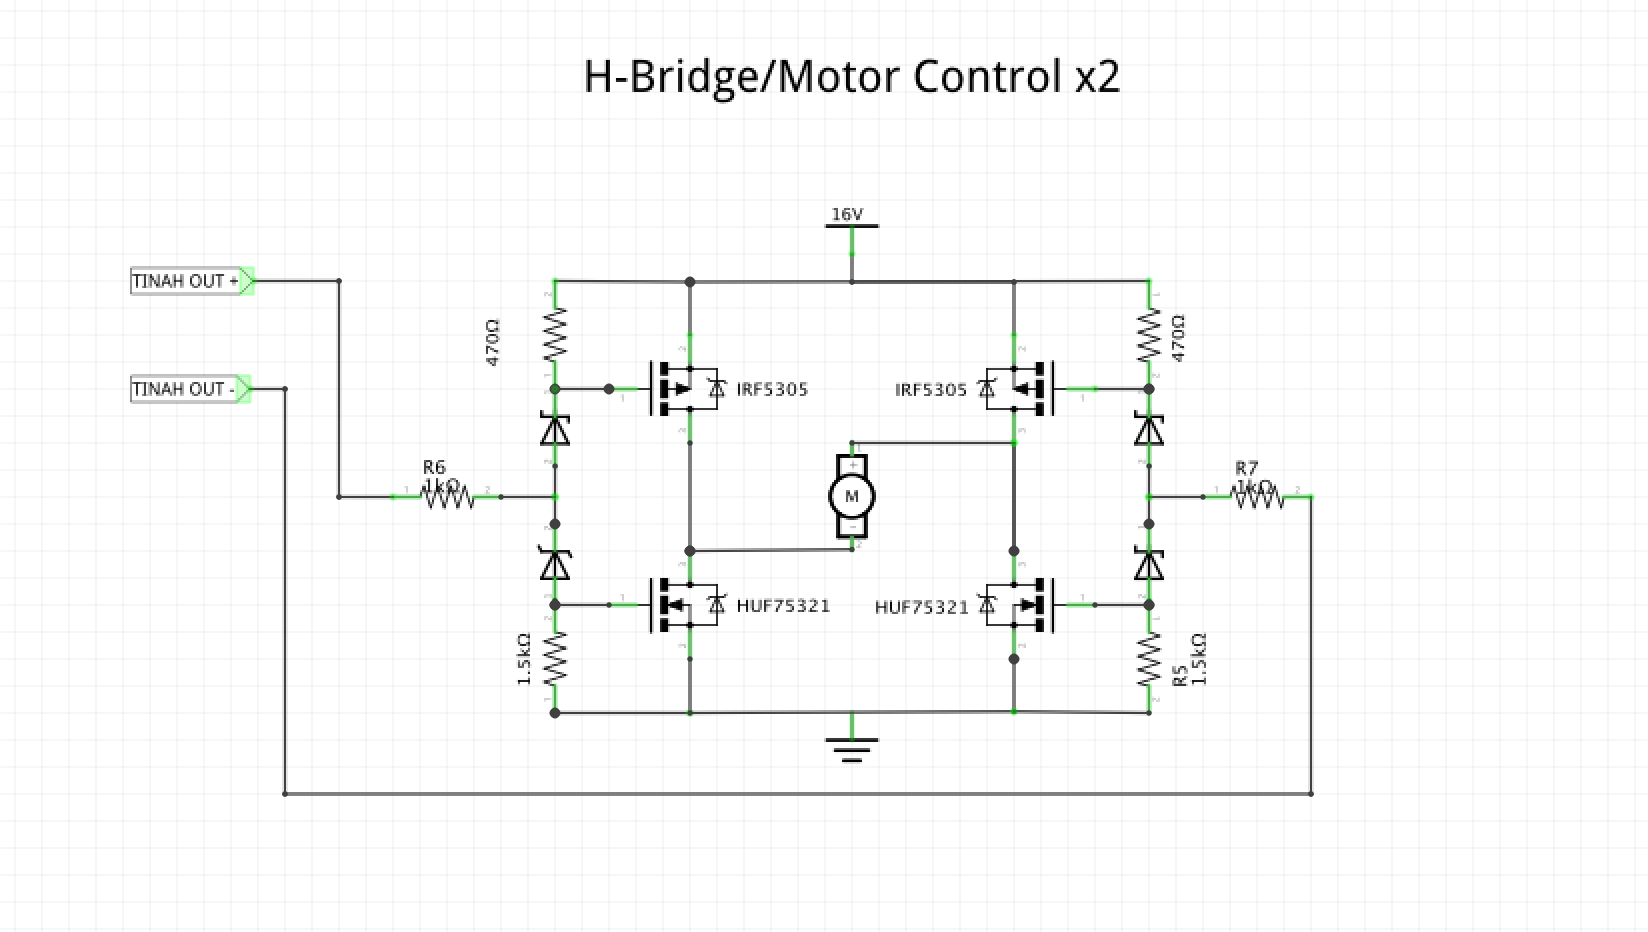 H-Bridge/Motor Control x2
16V
TINAH OUT +
TINAH OUT -
470Ω
470Ω
IRF5305
IRF5305
R6
1kΩ
M
R7
1kΩ
HUF75321
HUF75321
1.5kΩ
R5
1.5kΩ